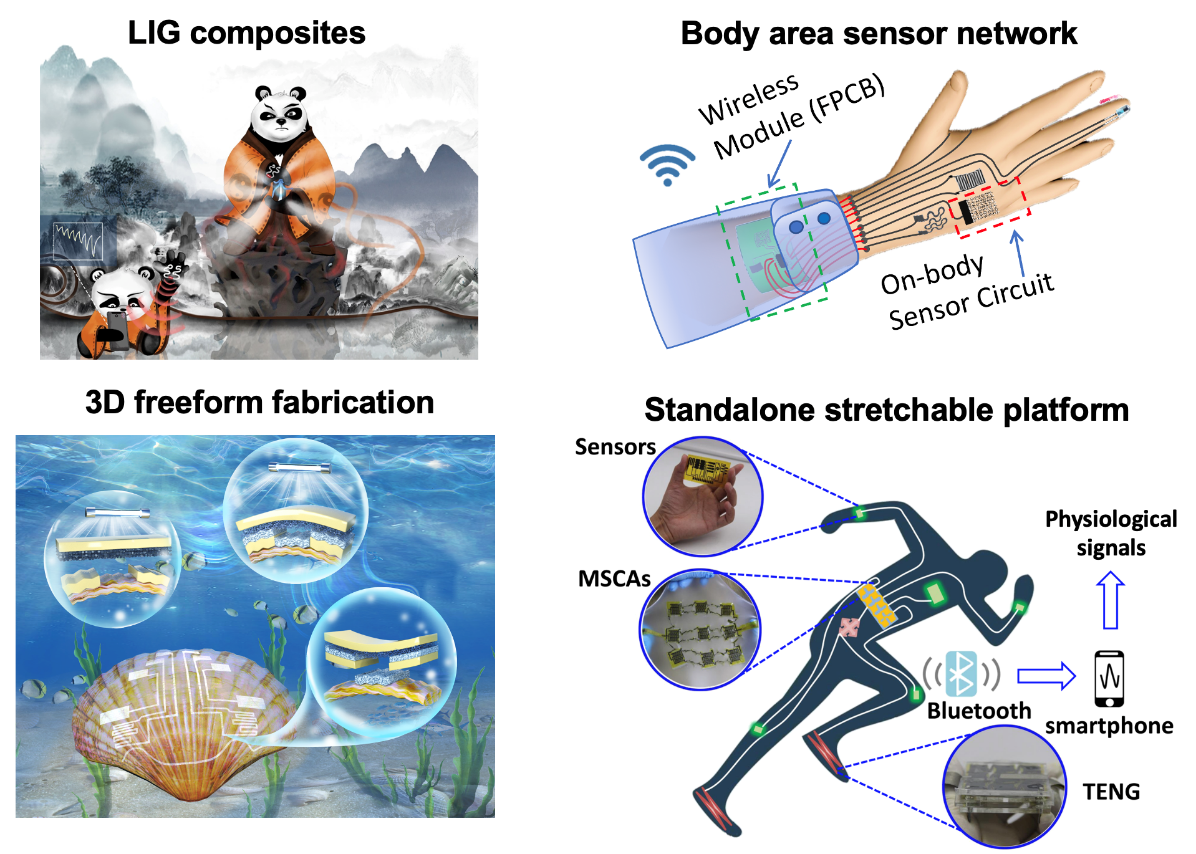 LIG composites
Body area sensor network
Wireless
Module (FPCB)
On-body
Sensor Circuit
3D freeform fabrication
Standalone stretchable platform
Sensors
MSCAs
Physiological
signals
Bluetooth
smartphone
TENG